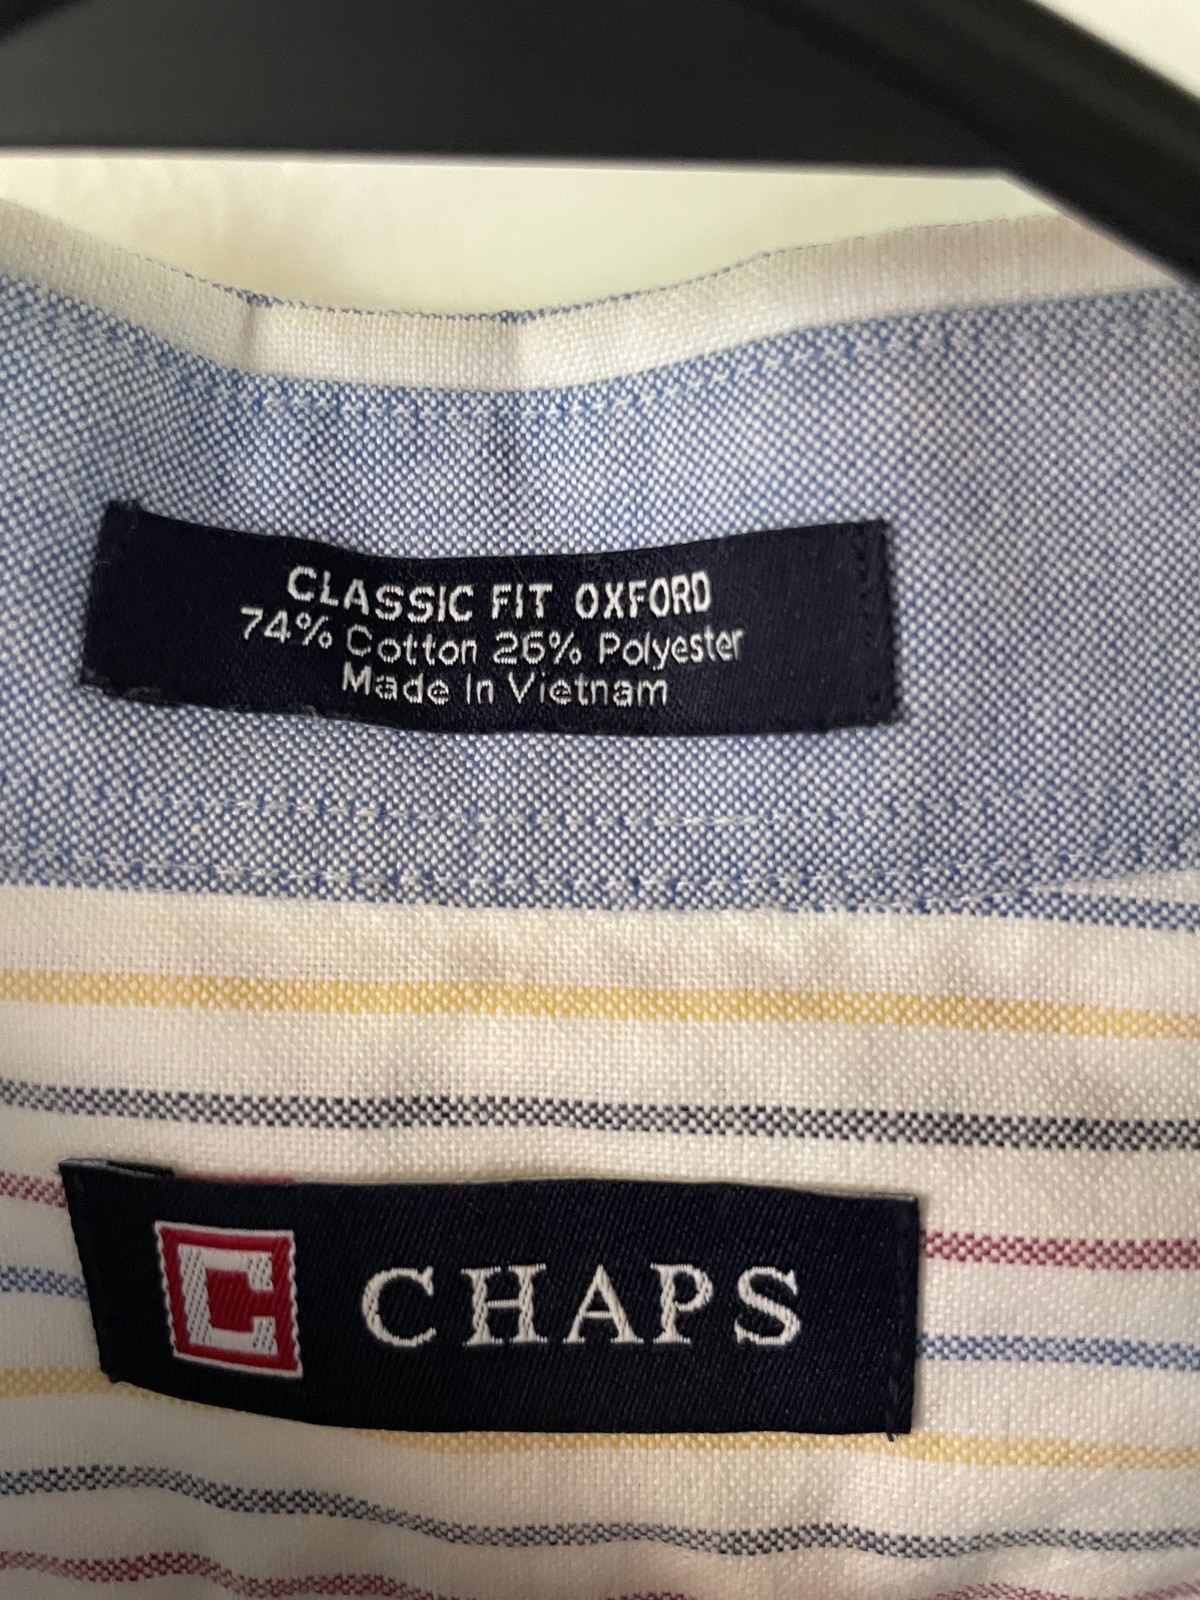 CLASSIC FIT OXFORD
74% Cotton 26% Polyester
Made In Vietnam
C CHAPS